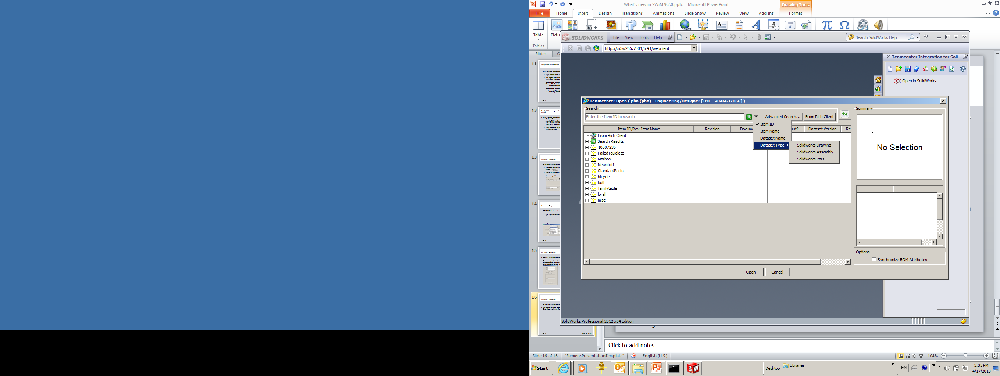 What's new in SWiM 9.2.0.pptx - Microsoft PowerPoint
Drawing Tools
File Home Insert Design Transitions Animations Slide Show Review View Add-Ins Format
Table
Tables
SOLIDWORKS File View Tools Help
Search SolidWorks Help
http://cii3w265:7001/tc91/webclient
Slides
Teamcenter Integration for Soli...
Open in SolidWorks
11
12
13
14
15
16
Teamcenter Open ( pha (pha) - Engineering/Designer [IMC--2046637066] )
Search
Enter the Item ID to search
Advanced Search...
From Rich Client
Item ID
Item Name
Dataset Name
Dataset Type
Solidworks Drawing
Solidworks Assembly
Solidworks Part
Item ID/Rev-Item Name Revision Docum Out? Dataset Version Re
From Rich Client
Search Results
10007235
FailedToDelete
Mailbox
Newstuff
StandardParts
bicycle
bolt
familytable
loral
misc
Summary
No Selection
Options
Synchronize BOM Attributes
Open Cancel
SolidWorks Professional 2012 x64 Edition
Click to add notes
Slide 16 of 16 "SiemensPresentationTemplate" English (U.S.) 104%
Start
Desktop
Libraries
EN
3:35 PM
4/17/2013